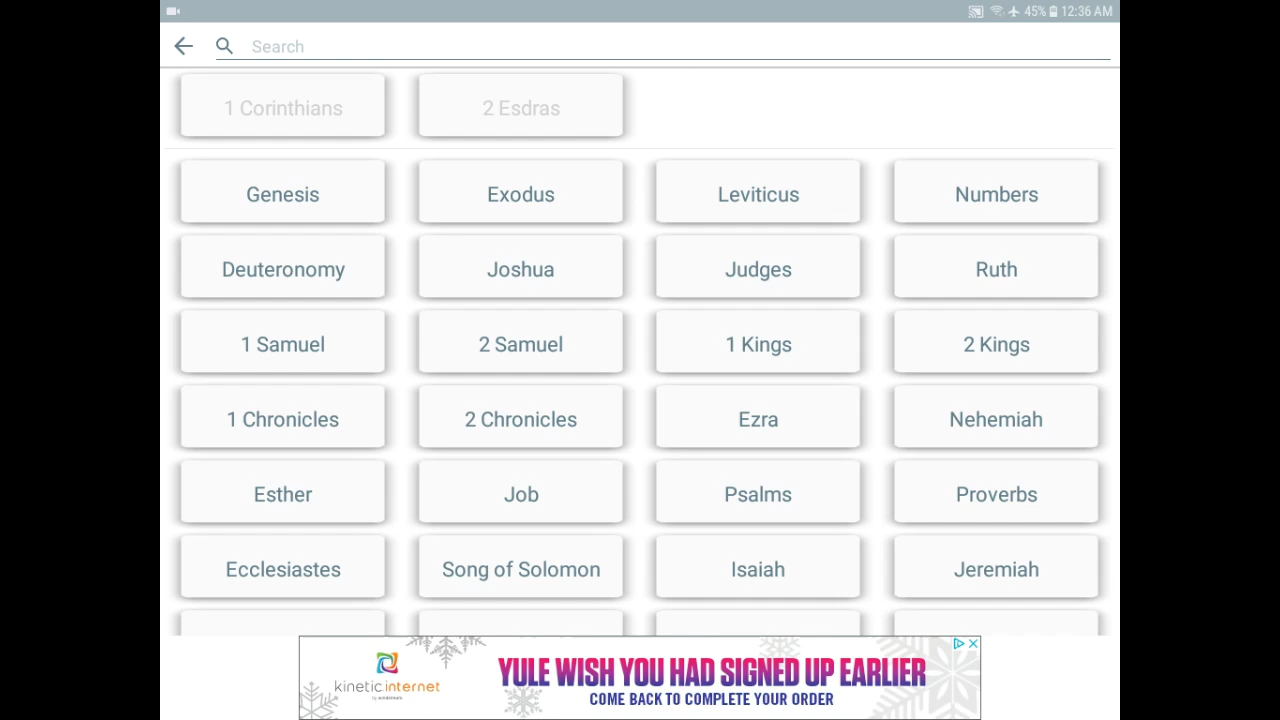 45% 12:36 AM
Search
1 Corinthians 2 Esdras
Genesis Exodus Leviticus Numbers
Deuteronomy Joshua Judges Ruth
1 Samuel 2 Samuel 1 Kings 2 Kings
1 Chronicles 2 Chronicles Ezra Nehemiah
Esther Job Psalms Proverbs
Ecclesiastes Song of Solomon Isaiah Jeremiah
YULE WISH YOU HAD SIGNED UP EARLIER
kinetic.internet
by windstream
COME BACK TO COMPLETE YOUR ORDER